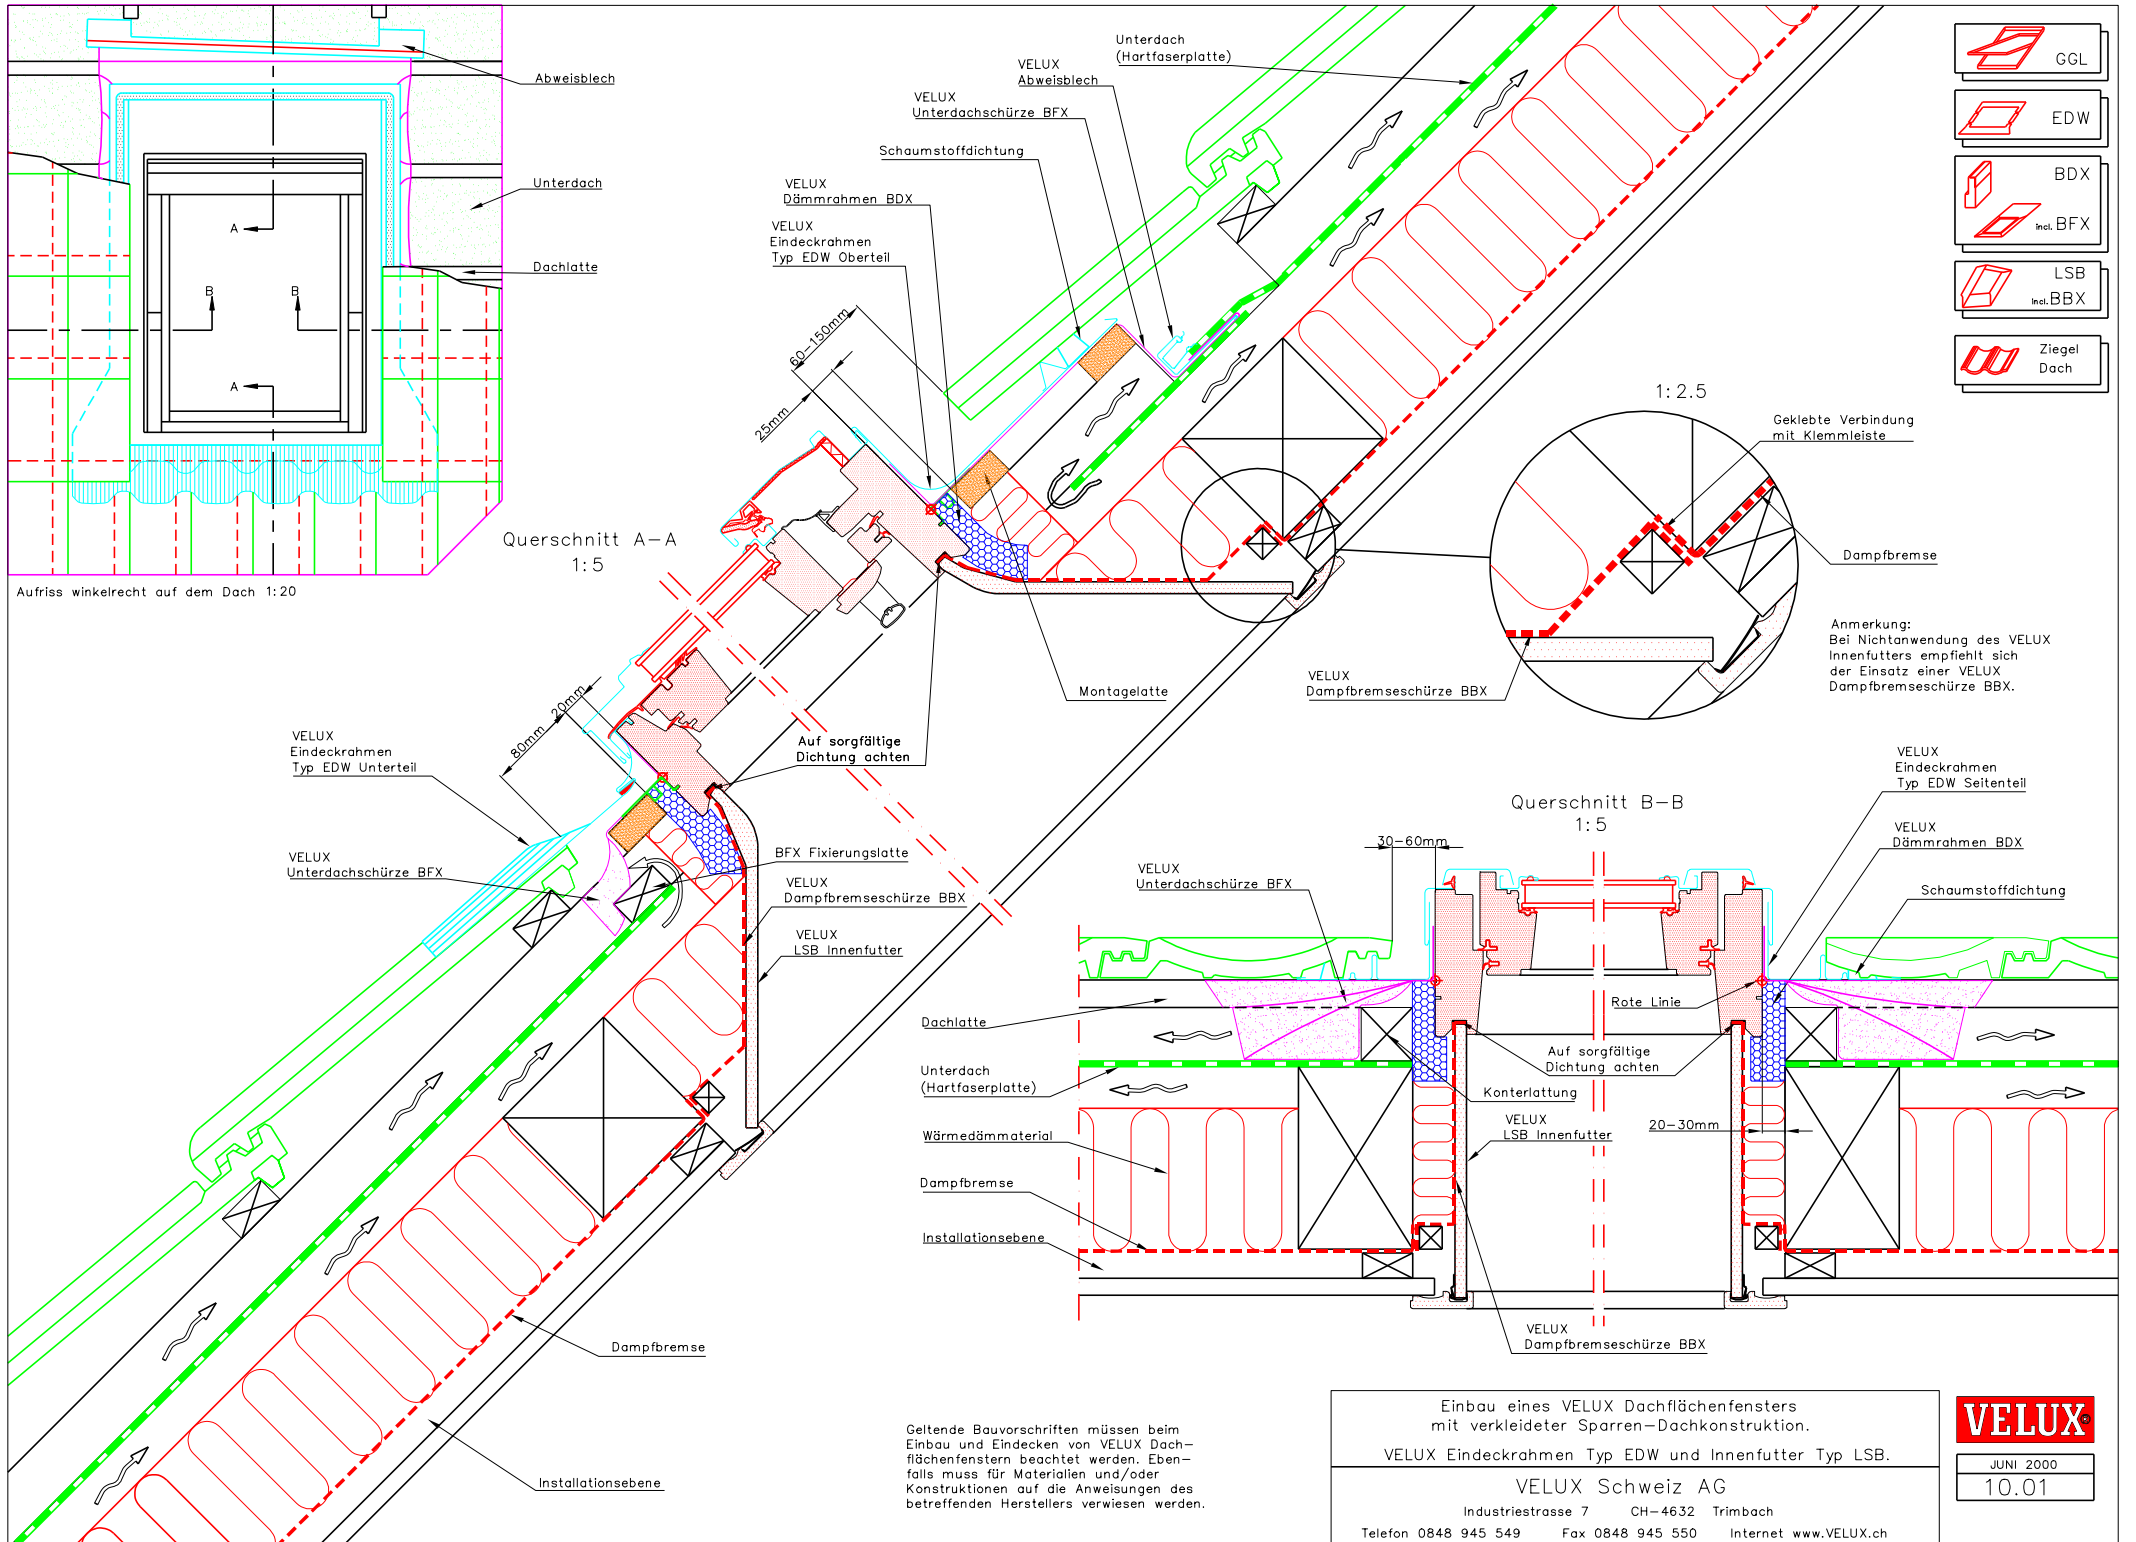 Abweisblech
Unterdach
Dachlatte
A
B
B
A
Aufriss winkelrecht auf dem Dach 1:20
Querschnitt A-A
1:5
Unterdach
(Hartfaserplatte)
VELUX
Abweisblech
VELUX
Unterdachschürze BFX
Schaumstoffdichtung
VELUX
Dämmrahmen BDX
VELUX
Eindeckrahmen
Typ EDW Oberteil
60-150mm
25mm
20mm
80mm
Montagelatte
Auf sorgfältige
Dichtung achten
VELUX
Eindeckrahmen
Typ EDW Unterteil
VELUX
Unterdachschürze BFX
BFX Fixierungslatte
VELUX
Dampfbremseschürze BBX
VELUX
LSB Innenfutter
Dampfbremse
Installationsebene
1:2.5
Geklebte Verbindung
mit Klemmleiste
Dampfbremse
VELUX
Dampfbremseschürze BBX
Anmerkung:
Bei Nichtanwendung des VELUX
Innenfutters empfiehlt sich
der Einsatz einer VELUX
Dampfbremseschürze BBX.
GGL
EDW
BDX
incl. BFX
LSB
incl. BBX
Ziegel
Dach
Querschnitt B-B
1:5
30-60mm
VELUX
Unterdachschürze BFX
VELUX
Eindeckrahmen
Typ EDW Seitenteil
VELUX
Dämmrahmen BDX
Schaumstoffdichtung
Rote Linie
Dachlatte
Auf sorgfältige
Dichtung achten
Unterdach
(Hartfaserplatte)
Konterlattung
VELUX
LSB Innenfutter
20-30mm
Wärmedämmaterial
Dampfbremse
Installationsebene
VELUX
Dampfbremseschürze BBX
Geltende Bauvorschriften müssen beim
Einbau und Eindecken von VELUX Dach-
flächenfenstern beachtet werden. Eben-
falls muss für Materialien und/oder
Konstruktionen auf die Anweisungen des
betreffenden Herstellers verwiesen werden.
Einbau eines VELUX Dachflächenfensters
mit verkleideter Sparren-Dachkonstruktion.
VELUX Eindeckrahmen Typ EDW und Innenfutter Typ LSB.
VELUX Schweiz AG
Industriestrasse 7 CH-4632 Trimbach
Telefon 0848 945 549 Fax 0848 945 550 Internet www.VELUX.ch
VELUX®
JUNI 2000
10.01